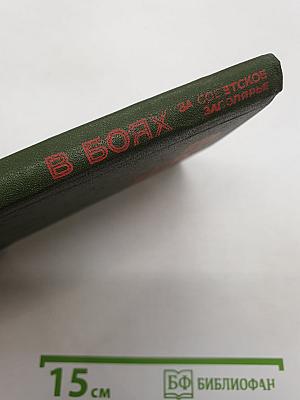 В БОЯХ
ЗА СОВЕТСКОЕ
ЗАПОЛЯРЬЕ
15 см
БФ БИБЛИОФАН